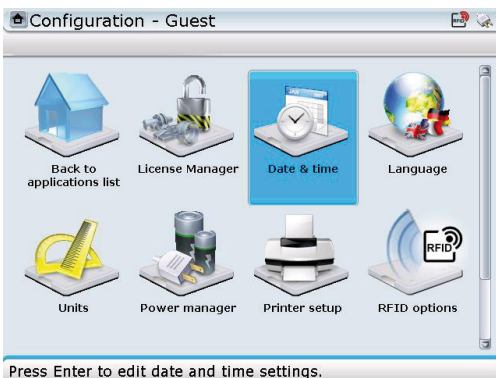 Configuration - Guest
RFID
Back to
applications list
License Manager
Date & time
Language
RFID
Units
Power manager
Printer setup
RFID options
Press Enter to edit date and time settings.